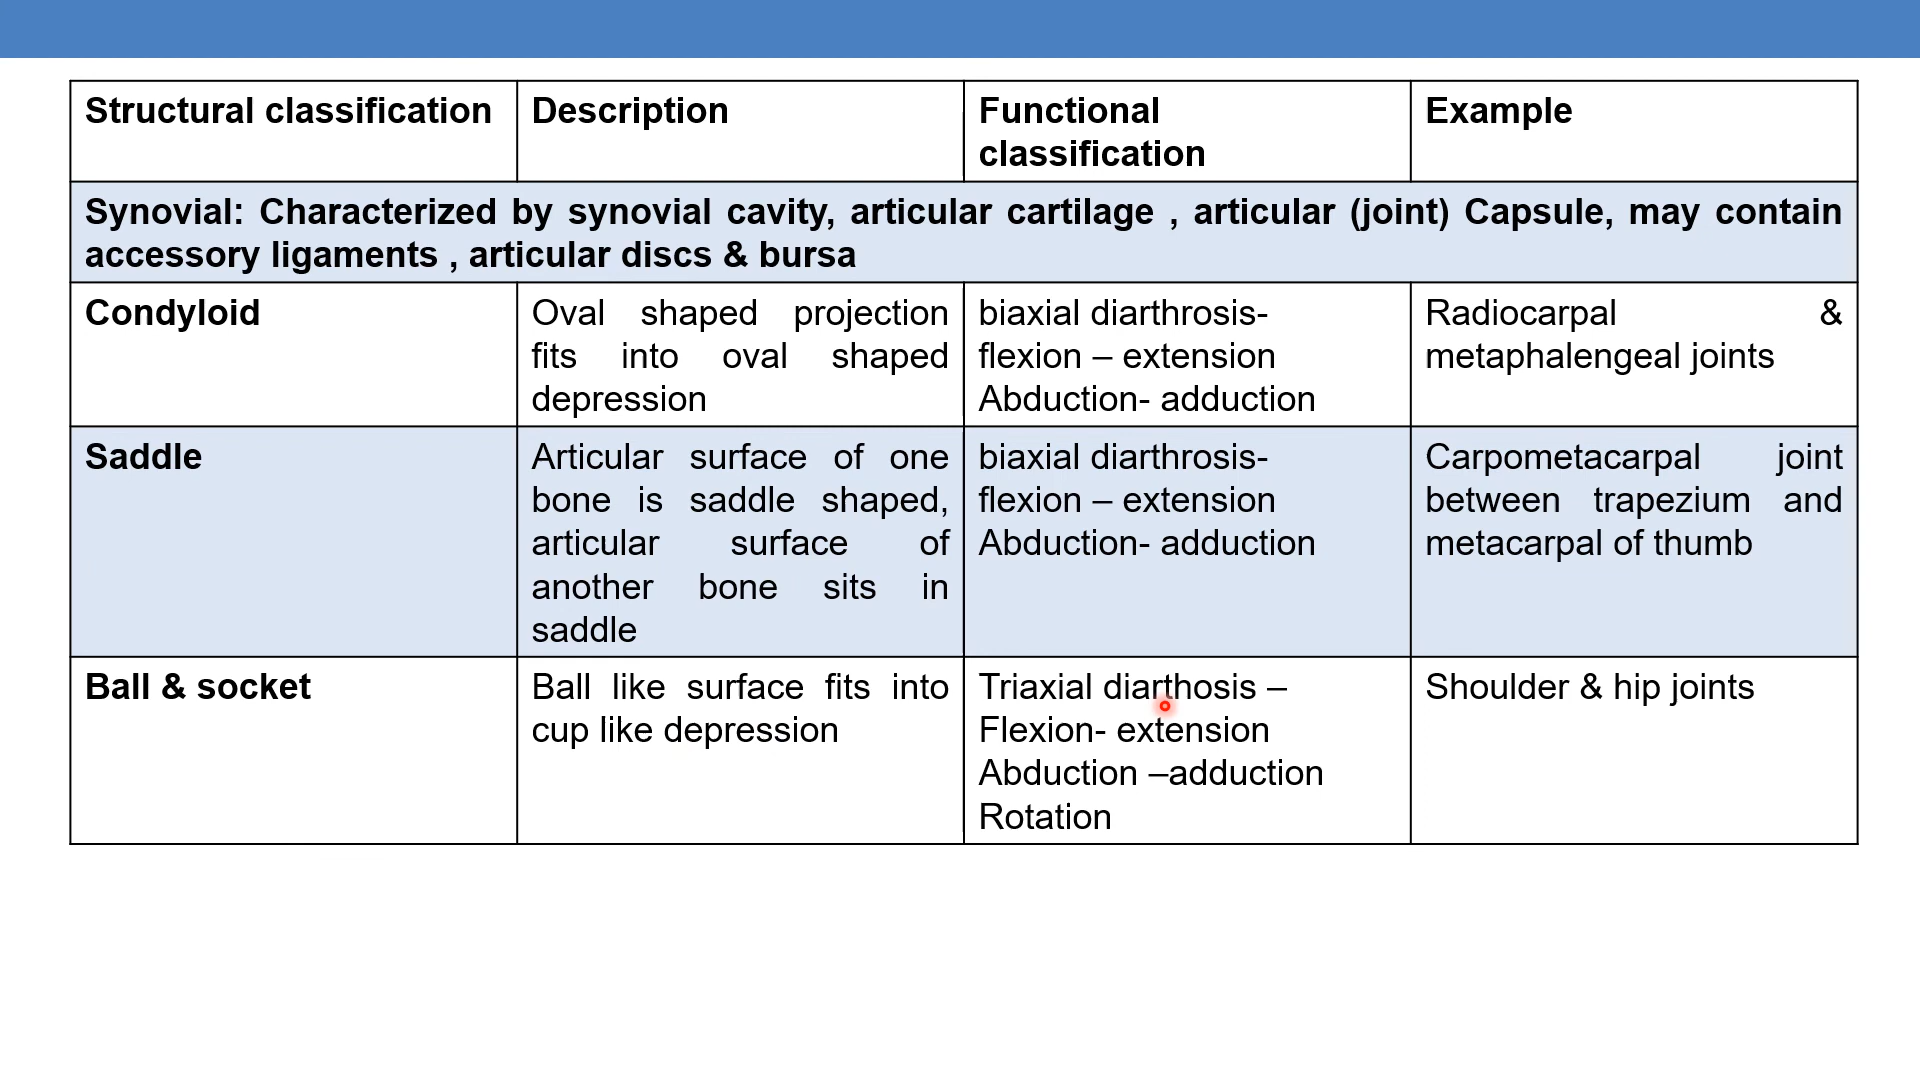 Structural classification
Description
Functional
classification
Example
Synovial: Characterized by synovial cavity, articular cartilage , articular (joint) Capsule, may contain
accessory ligaments , articular discs & bursa
Condyloid
Oval shaped projection
fits into oval shaped
depression
biaxial diarthrosis-
flexion – extension
Abduction- adduction
Radiocarpal &
metaphalengeal joints
Saddle
Articular surface of one
bone is saddle shaped,
articular surface of
another bone sits in
saddle
biaxial diarthrosis-
flexion – extension
Abduction- adduction
Carpometacarpal joint
between trapezium and
metacarpal of thumb
Ball & socket
Ball like surface fits into
cup like depression
Triaxial diarthosis –
Flexion- extension
Abduction –adduction
Rotation
Shoulder & hip joints